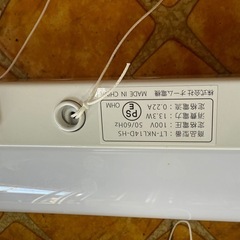 商品型番：LT-NKL14D-HS
定格電圧：100V 50/60Hz
消費電力：13.3W
定格電流：0.22A
PS
E
OHM
株式会社オーム電機
MADE IN CHINA